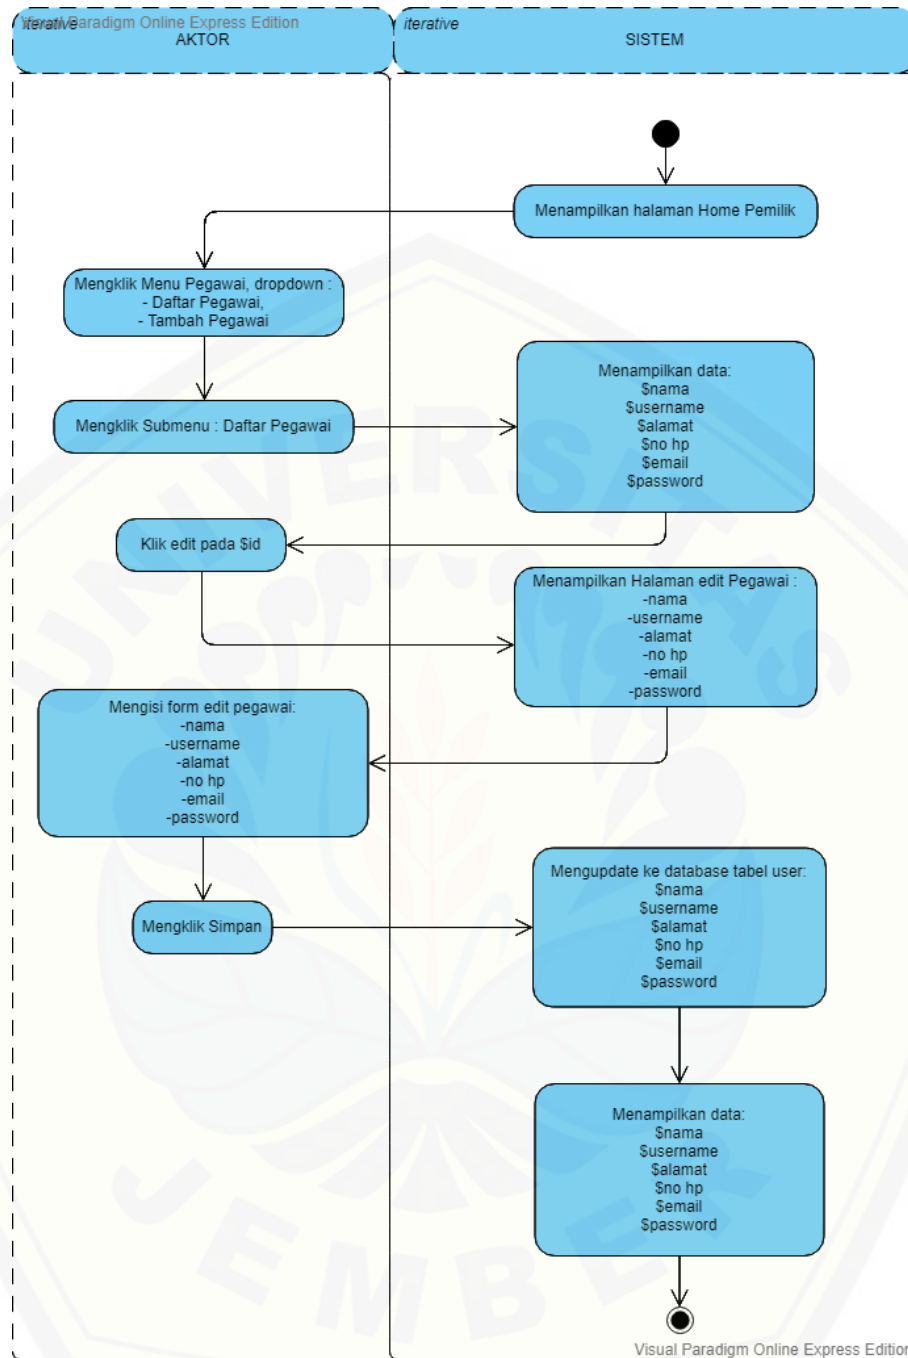 Visual Paradigm Online Express Edition
iterative
AKTOR
iterative
SISTEM
Menampilkan halaman Home Pemilik
Mengklik Menu Pegawai, dropdown :
- Daftar Pegawai,
- Tambah Pegawai
Mengklik Submenu : Daftar Pegawai
Menampilkan data:
$nama
$username
$alamat
$no hp
$email
$password
Klik edit pada $id
Menampilkan Halaman edit Pegawai :
-nama
-username
-alamat
-no hp
-email
-password
Mengisi form edit pegawai:
-nama
-username
-alamat
-no hp
-email
-password
Mengklik Simpan
Mengupdate ke database tabel user:
$nama
$username
$alamat
$no hp
$email
$password
Menampilkan data:
$nama
$username
$alamat
$no hp
$email
$password
UNIVERSITAS
JEMBER
Visual Paradigm Online Express Edition